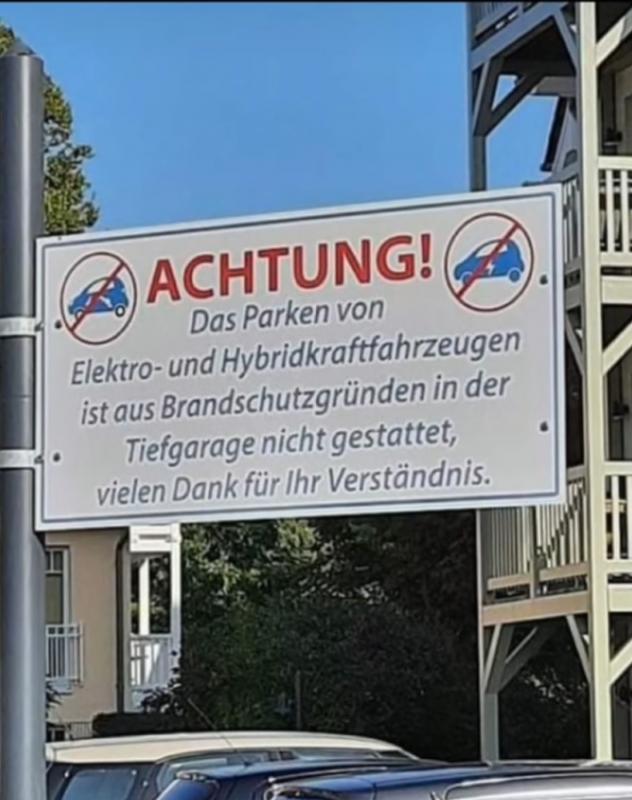 ACHTUNG!
Das Parken von
Elektro- und Hybridkraftfahrzeugen
ist aus Brandschutzgründen in der
Tiefgarage nicht gestattet,
vielen Dank für Ihr Verständnis.